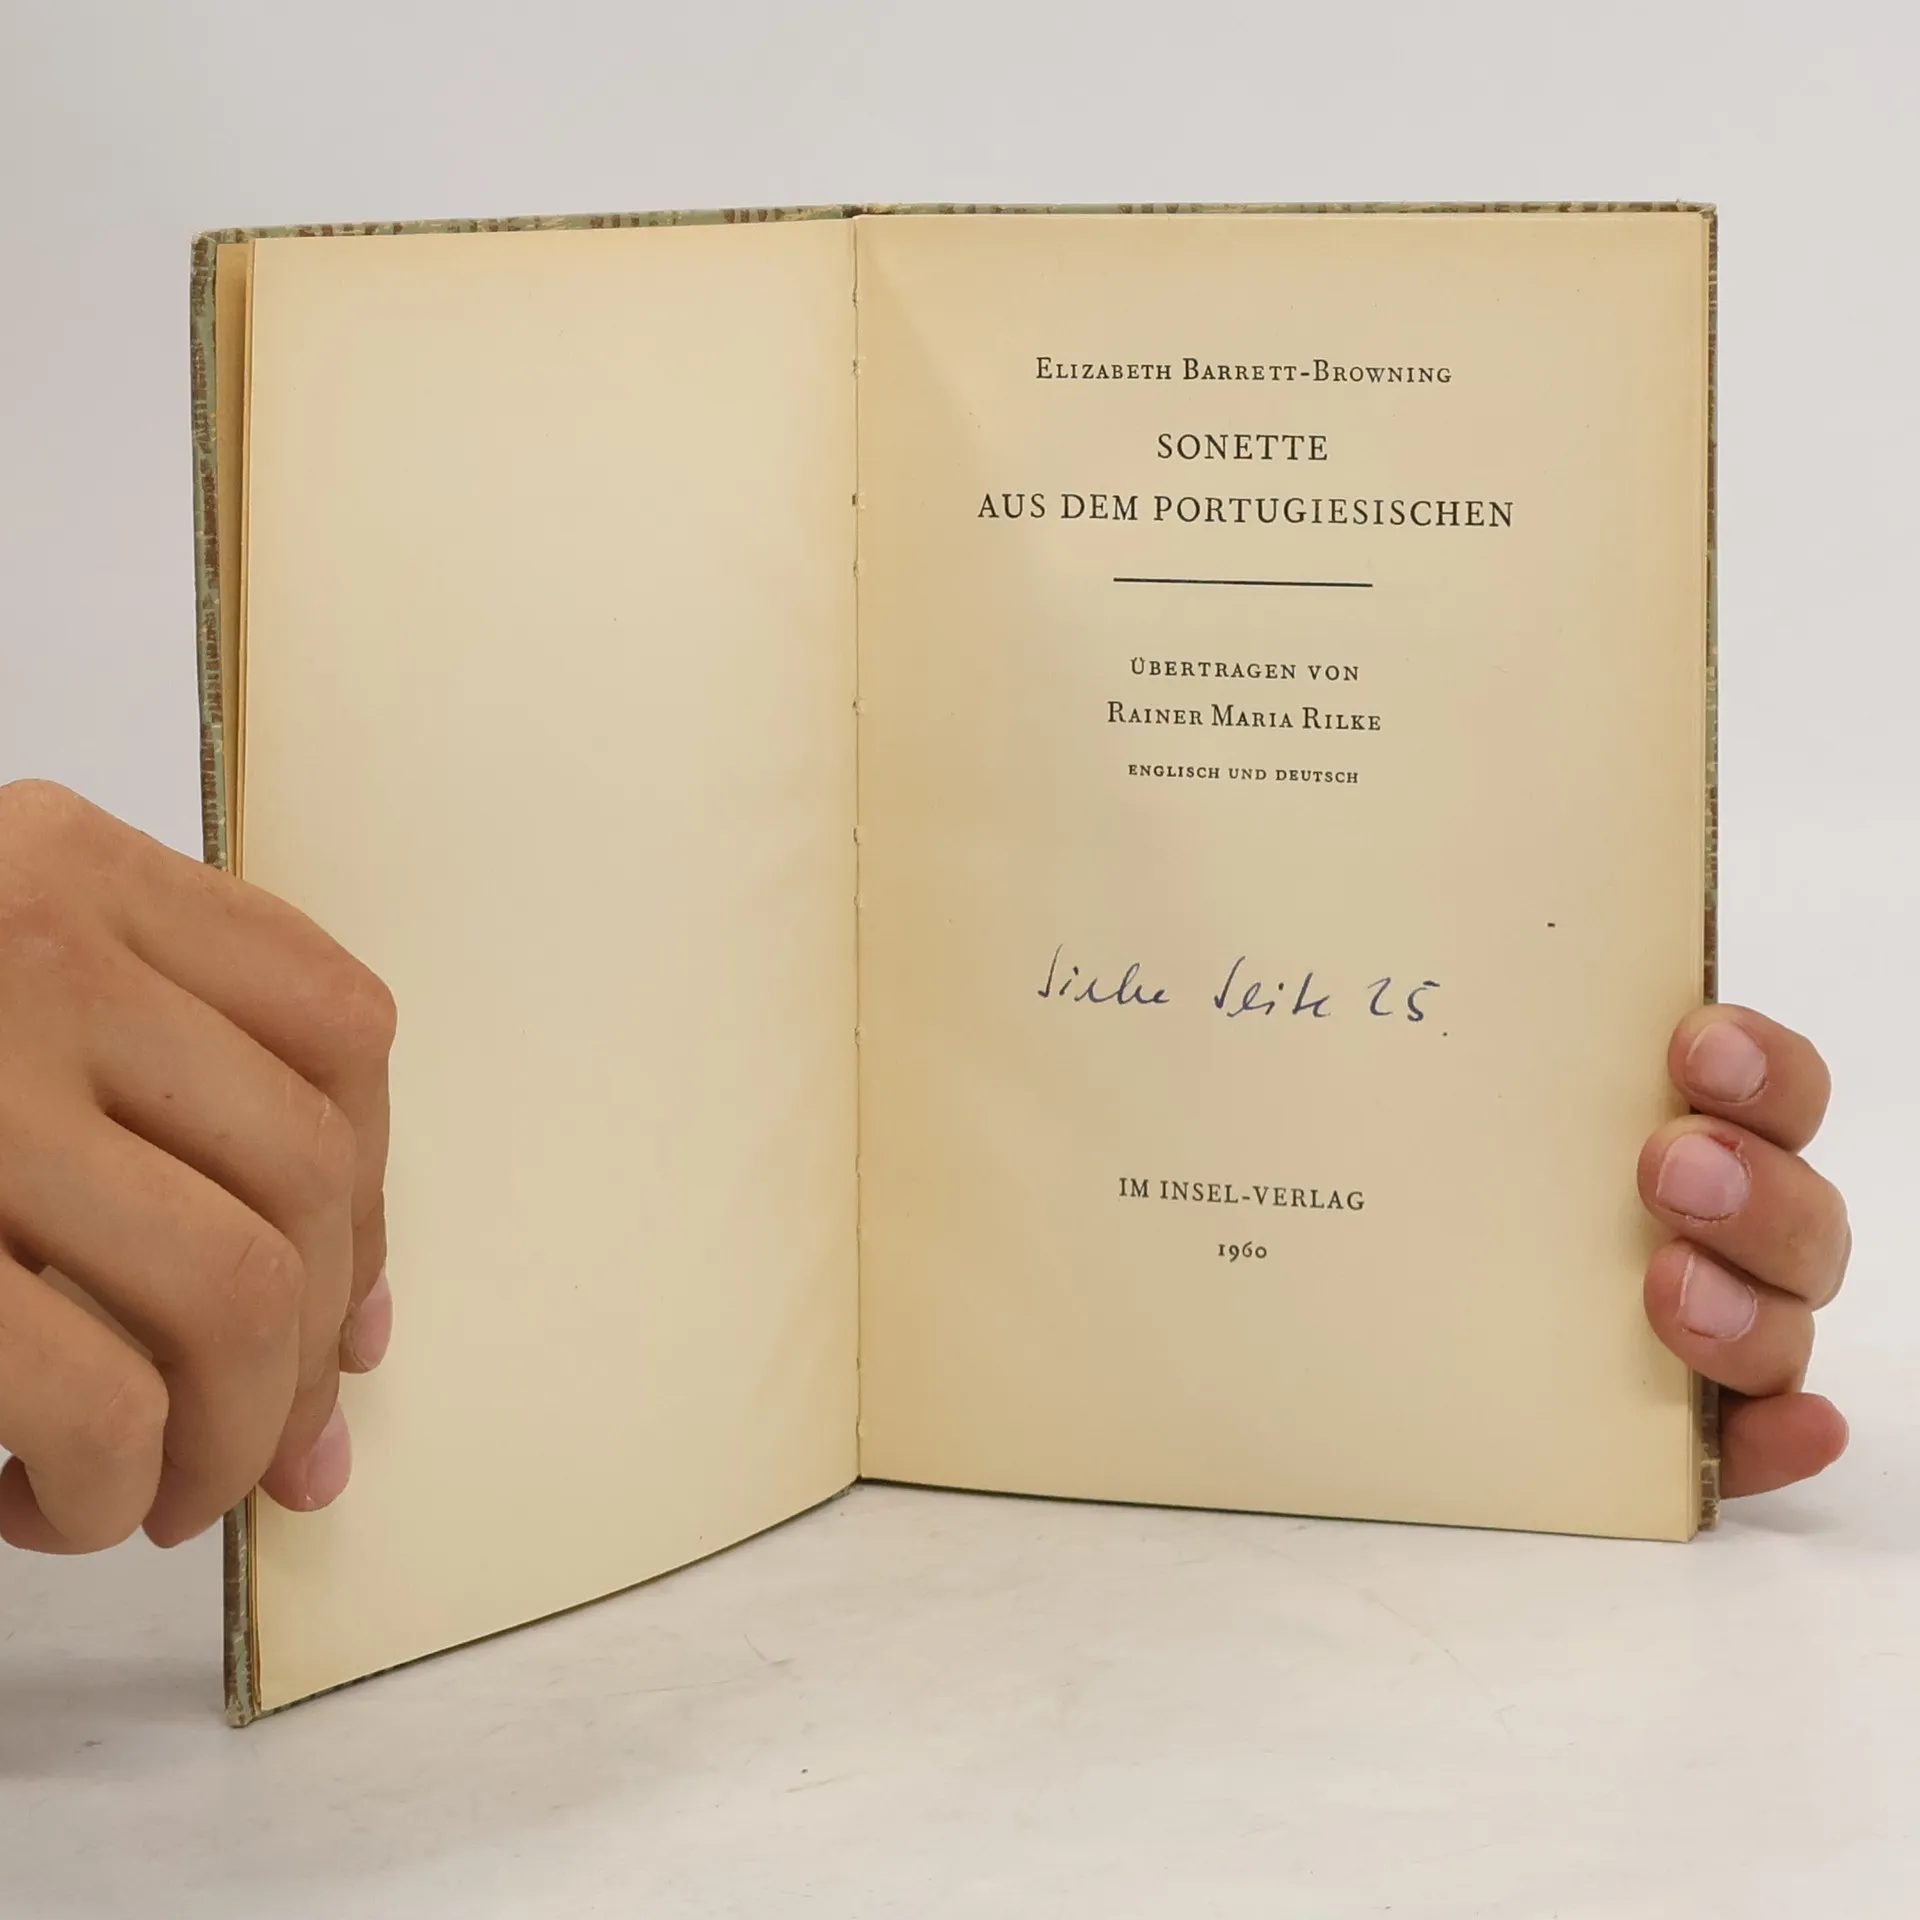 Elizabeth Barrett-Browning
SONETTE
AUS DEM PORTUGIESISCHEN
ÜBERTRAGEN VON
Rainer Maria Rilke
ENGLISCH UND DEUTSCH
Siehe Seite 25.
IM INSEL-VERLAG
1960